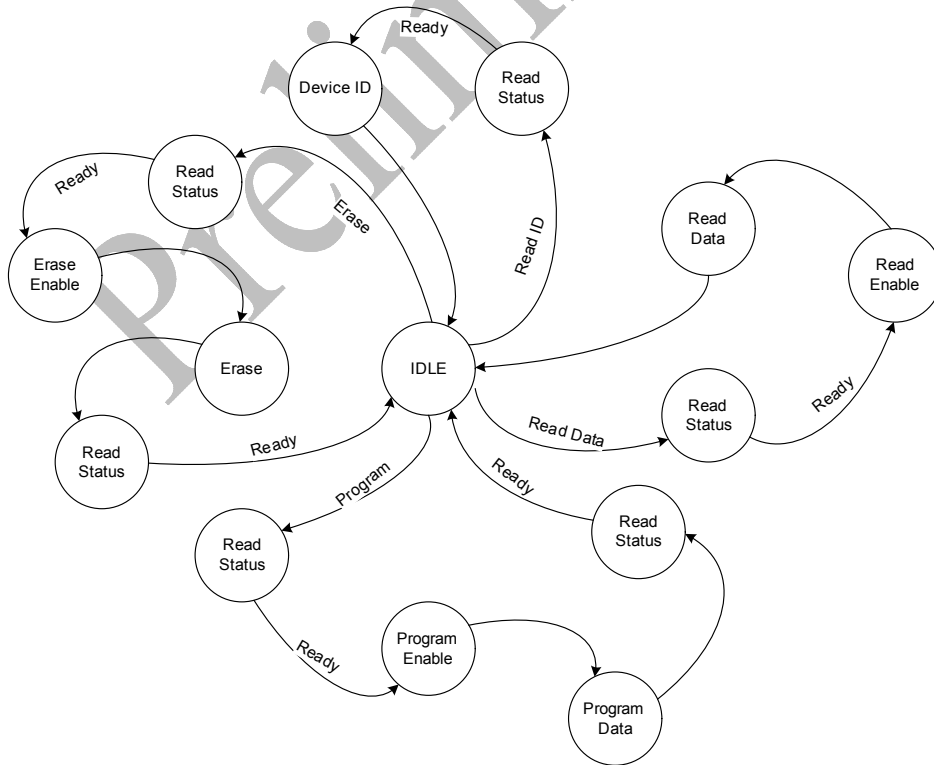 Ready
Device ID
Read
Status
Read
Status
Ready
Erase
Read ID
Read
Data
Erase
Enable
Read
Enable
IDLE
Erase
Ready
Read
Status
Read Data
Read
Status
Ready
Program
Ready
Read
Status
Read
Status
Ready
Program
Enable
Program
Data